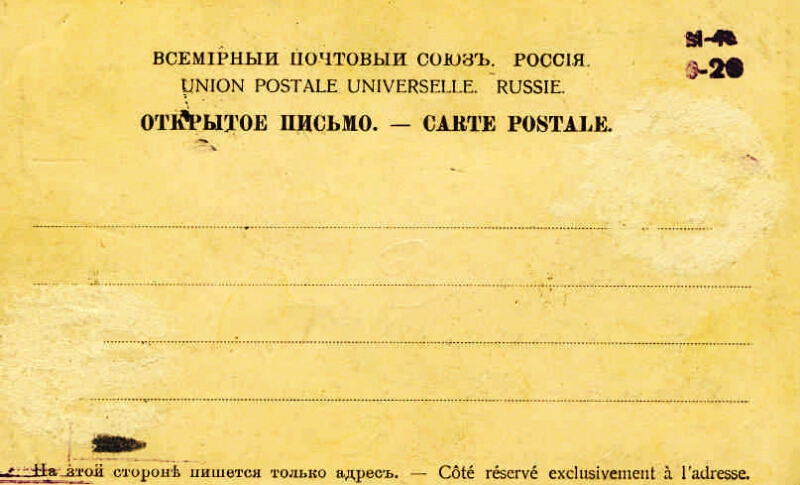 ВСЕМІРНЫЙ ПОЧТОВЫЙ СОЮЗЪ. РОССІЯ.
UNION POSTALE UNIVERSELLE. RUSSIE.
ОТКРЫТОЕ ПИСЬМО. — CARTE POSTALE.
-20
На этой сторонѣ пишется только адресъ. — Côté réservé exclusivement à l'adresse.